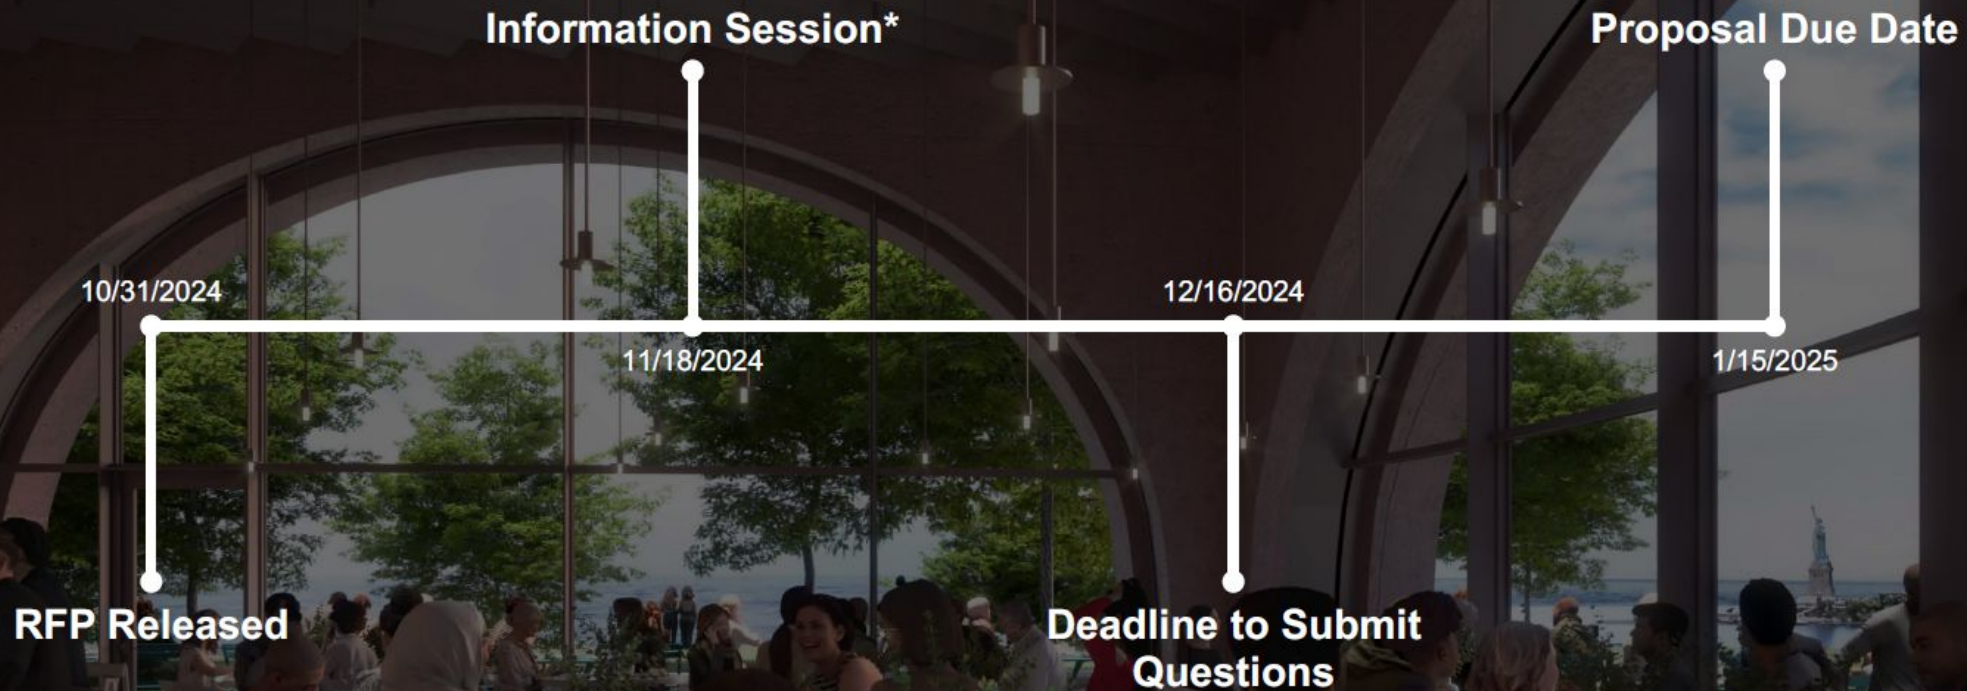 Information Session*
Proposal Due Date
10/31/2024
12/16/2024
11/18/2024
1/15/2025
RFP Released
Deadline to Submit
Questions